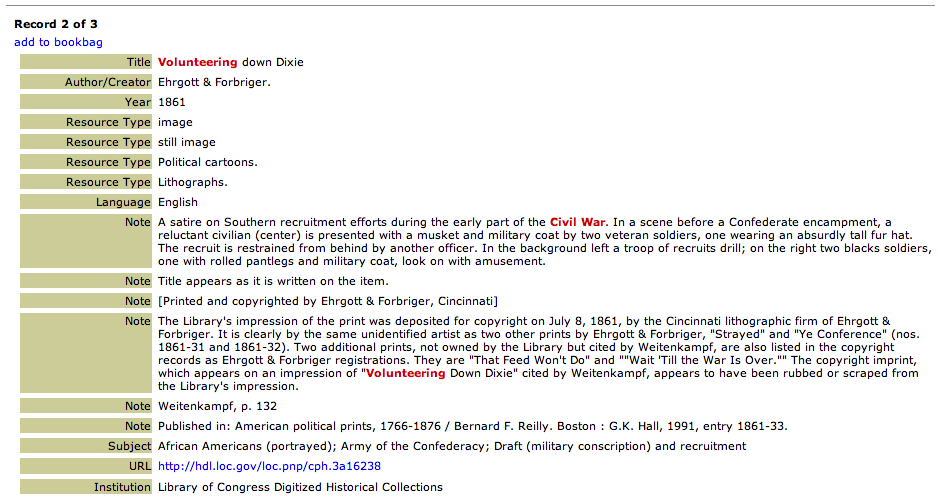 Record 2 of 3
add to bookbag
Title Volunteering down Dixie
Author/Creator Ehrgott & Forbriger.
Year 1861
Resource Type image
Resource Type still image
Resource Type Political cartoons.
Resource Type Lithographs.
Language English
Note A satire on Southern recruitment efforts during the early part of the Civil War. In a scene before a Confederate encampment, a
reluctant civilian (center) is presented with a musket and military coat by two veteran soldiers, one wearing an absurdly tall fur hat.
The recruit is restrained from behind by another officer. In the background left a troop of recruits drill; on the right two blacks soldiers,
one with rolled pantlegs and military coat, look on with amusement.
Note Title appears as it is written on the item.
Note [Printed and copyrighted by Ehrgott & Forbriger, Cincinnati]
Note The Library's impression of the print was deposited for copyright on July 8, 1861, by the Cincinnati lithographic firm of Ehrgott &
Forbriger. It is clearly by the same unidentified artist as two other prints by Ehrgott & Forbriger, "Strayed" and "Ye Conference" (nos.
1861-31 and 1861-32). Two additional prints, not owned by the Library but cited by Weitenkampf, are also listed in the copyright
records as Ehrgott & Forbriger registrations. They are "That Feed Won't Do" and ""Wait 'Till the War Is Over."" The copyright imprint,
which appears on an impression of "Volunteering Down Dixie" cited by Weitenkampf, appears to have been rubbed or scraped from
the Library's impression.
Note Weitenkampf, p. 132
Note Published in: American political prints, 1766-1876 / Bernard F. Reilly. Boston : G.K. Hall, 1991, entry 1861-33.
Subject African Americans (portrayed); Army of the Confederacy; Draft (military conscription) and recruitment
URL http://hdl.loc.gov/loc.pnp/cph.3a16238
Institution Library of Congress Digitized Historical Collections